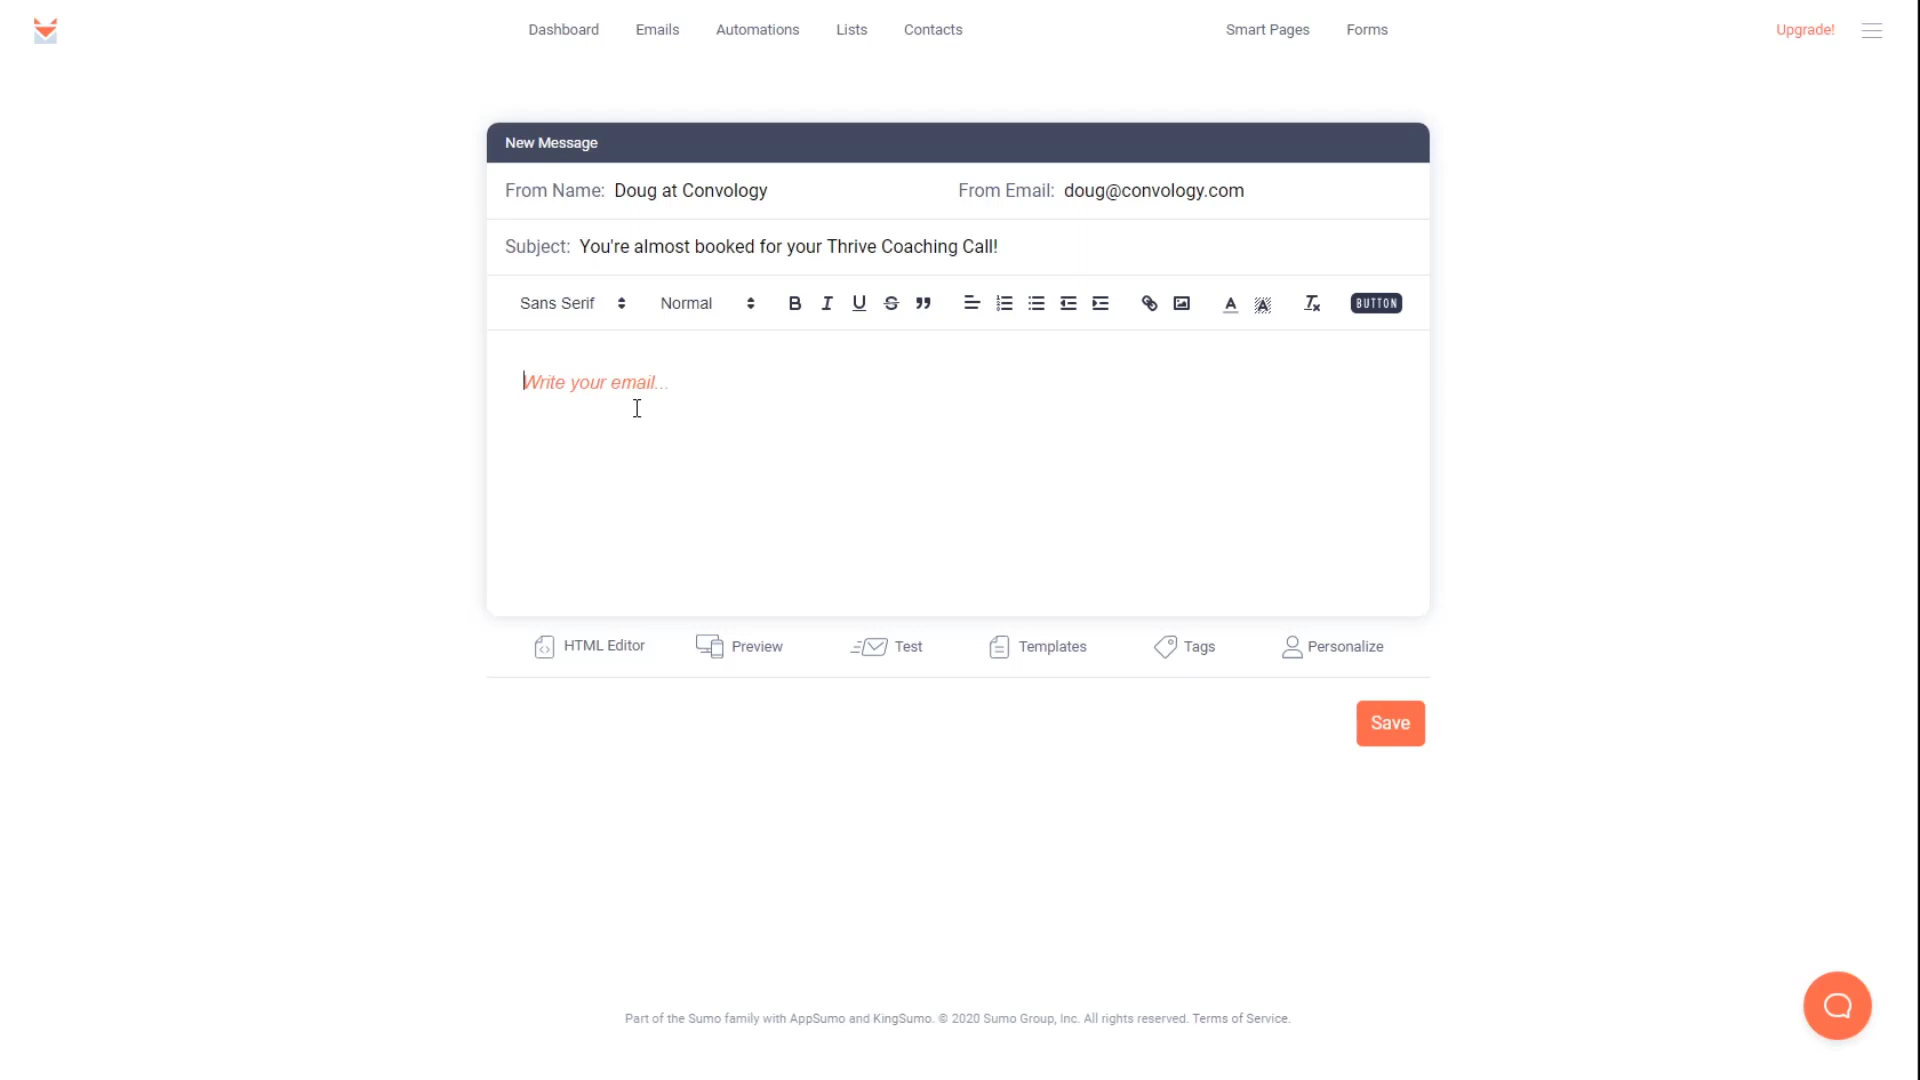 Dashboard Emails Automations Lists Contacts Smart Pages Forms Upgrade!
New Message
From Name: Doug at Convology From Email: doug@convology.com
Subject: You're almost booked for your Thrive Coaching Call!
Sans Serif Normal B I U S A A Tx BUTTON
Write your email...
HTML Editor Preview Test Templates Tags Personalize
Save
Part of the Sumo family with AppSumo and KingSumo. © 2020 Sumo Group, Inc. All rights reserved. Terms of Service.